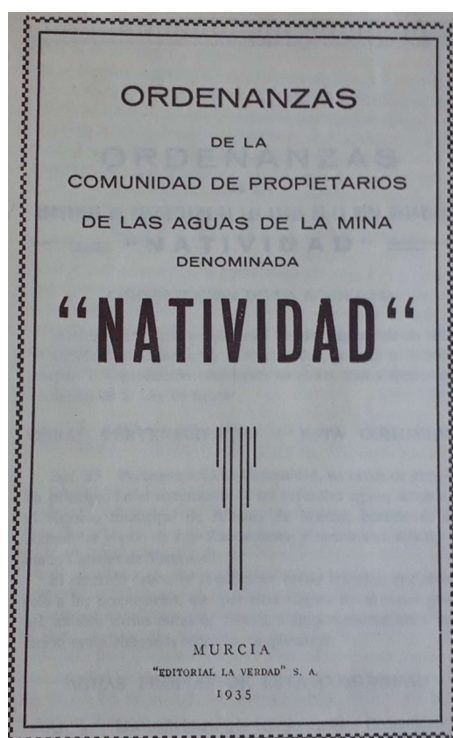 ORDENANZAS
DE LA
COMUNIDAD DE PROPIETARIOS
DE LAS AGUAS DE LA MINA
DENOMINADA
“NATIVIDAD“
MURCIA
"EDITORIAL LA VERDAD" S. A.
1935